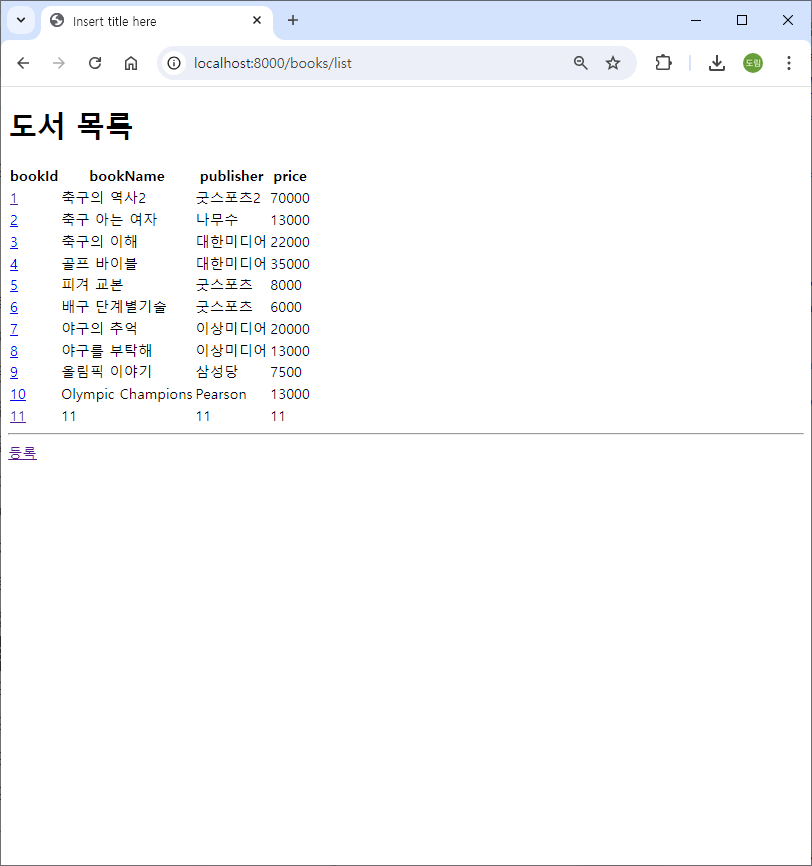 Insert title here
localhost:8000/books/list
도림
도서 목록
bookId bookName publisher price
1 축구의 역사2 굿스포츠2 70000
2 축구 아는 여자 나무수 13000
3 축구의 이해 대한미디어 22000
4 골프 바이블 대한미디어 35000
5 피겨 교본 굿스포츠 8000
6 배구 단계별기술 굿스포츠 6000
7 야구의 추억 이상미디어 20000
8 야구를 부탁해 이상미디어 13000
9 올림픽 이야기 삼성당 7500
10 Olympic Champions Pearson 13000
11 11 11 11
등록